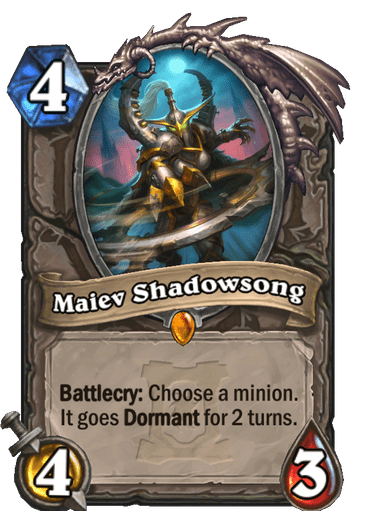 4
Maiev Shadowsong
Battlecry: Choose a minion.
It goes Dormant for 2 turns.
4
3